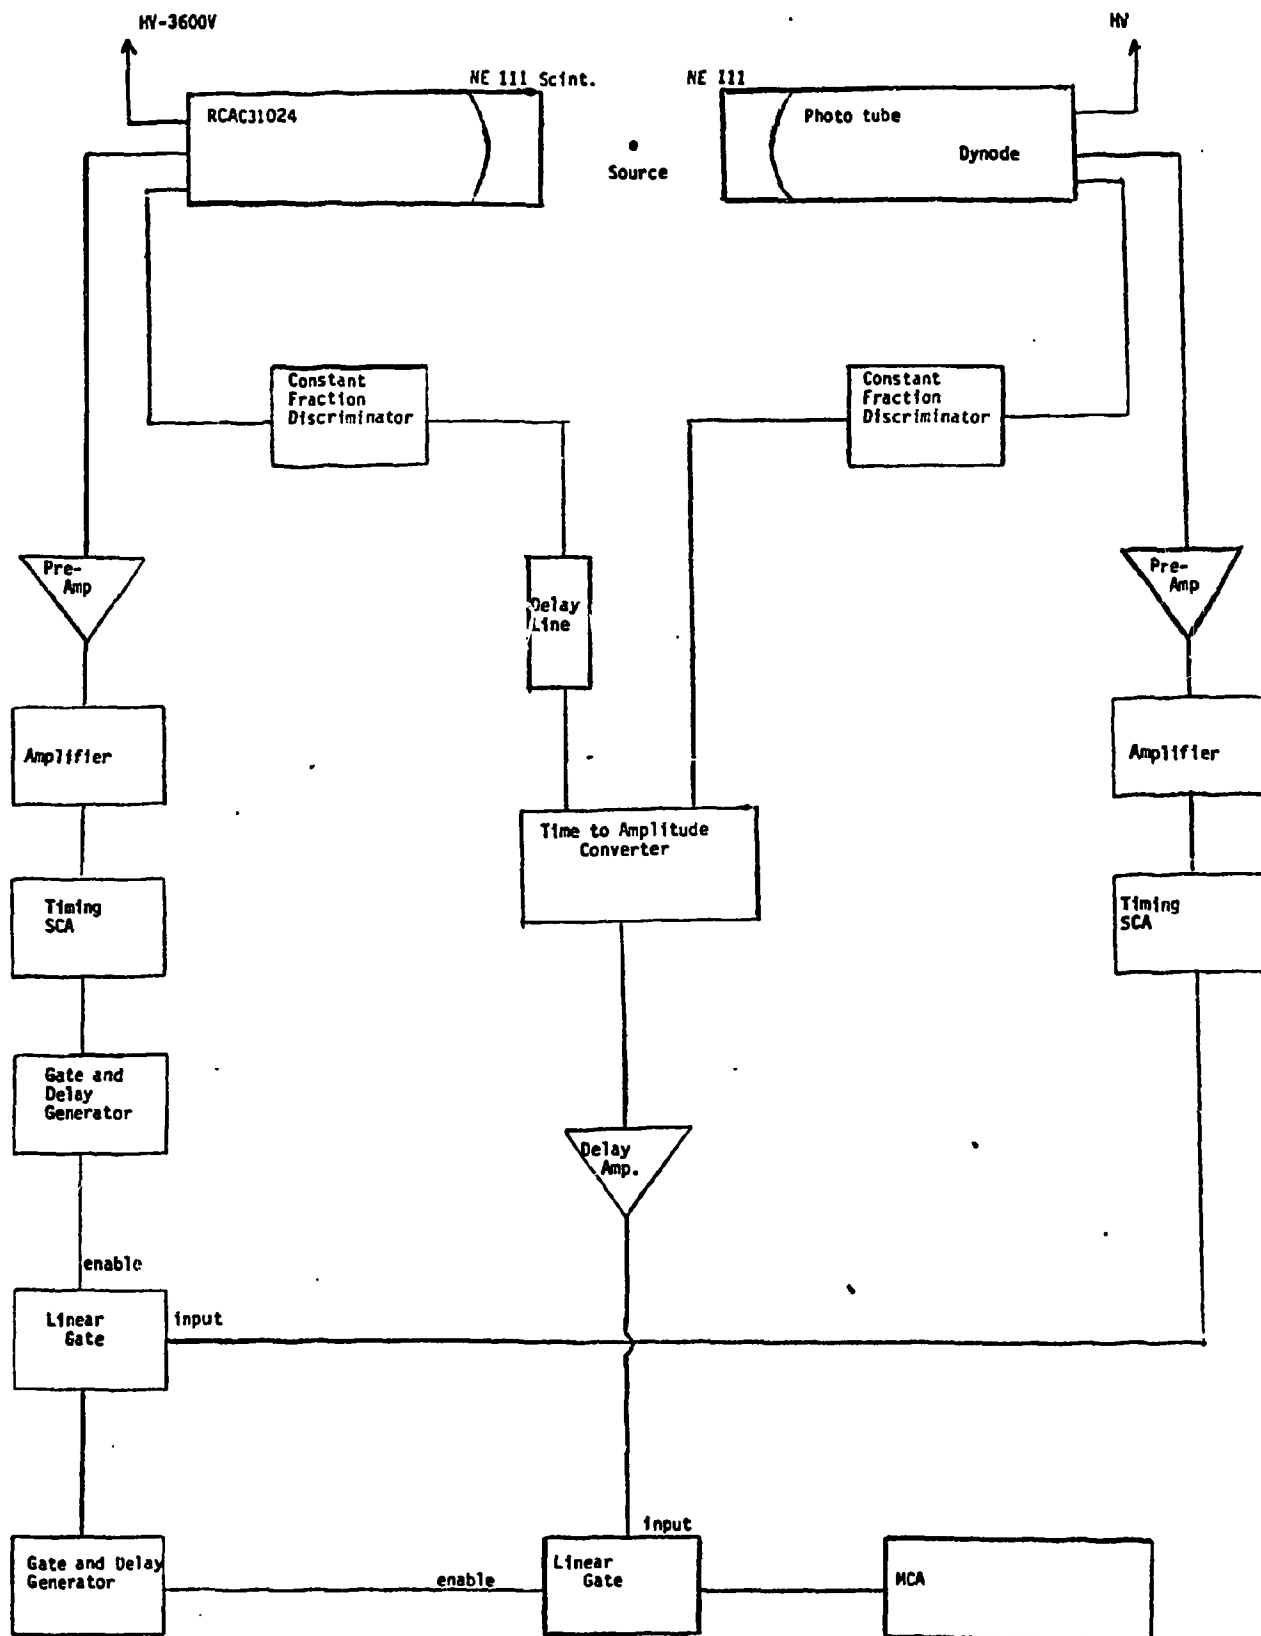 HV-3600V
HV
NE 111 Scint.
NE 111
RCAC31024
Photo tube
Dynode
Source
Constant
Fraction
Discriminator
Constant
Fraction
Discriminator
Pre-
Amp
Delay
Line
Pre-
Amp
Amplifier
Amplifier
Time to Amplitude
Converter
Timing
SCA
Timing
SCA
Gate and
Delay
Generator
Delay
Amp.
enable
Linear
Gate
input
input
Gate and Delay
Generator
enable
Linear
Gate
MCA